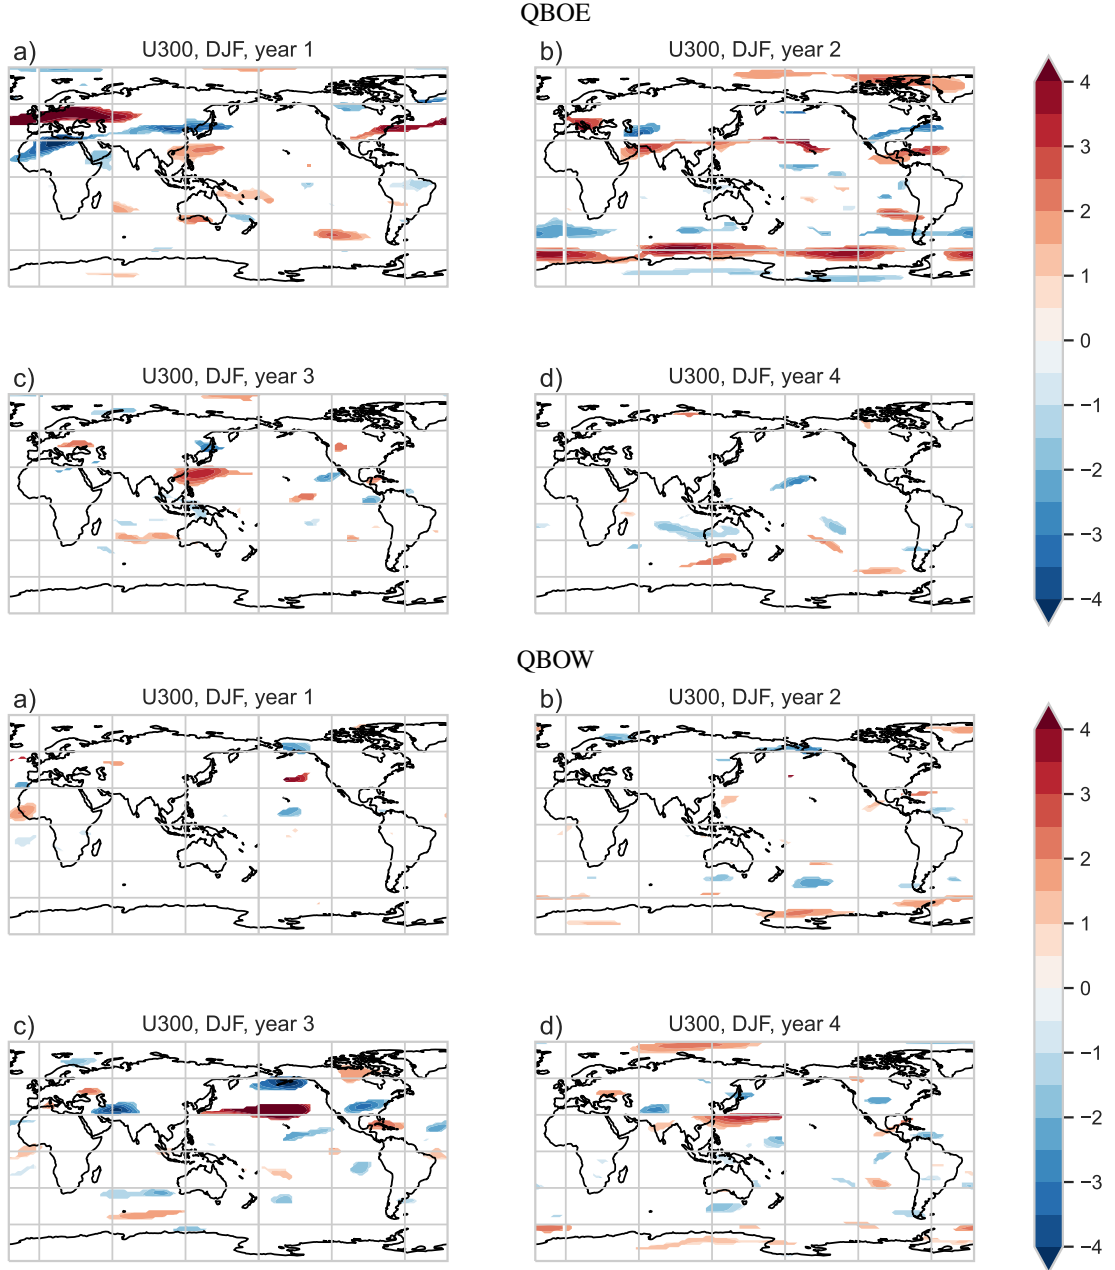 QBOE
a) U300, DJF, year 1
b) U300, DJF, year 2
4
3
2
1
0
−1
−2
−3
−4
c) U300, DJF, year 3
d) U300, DJF, year 4
QBOW
a) U300, DJF, year 1
b) U300, DJF, year 2
4
3
2
1
0
−1
−2
−3
−4
c) U300, DJF, year 3
d) U300, DJF, year 4